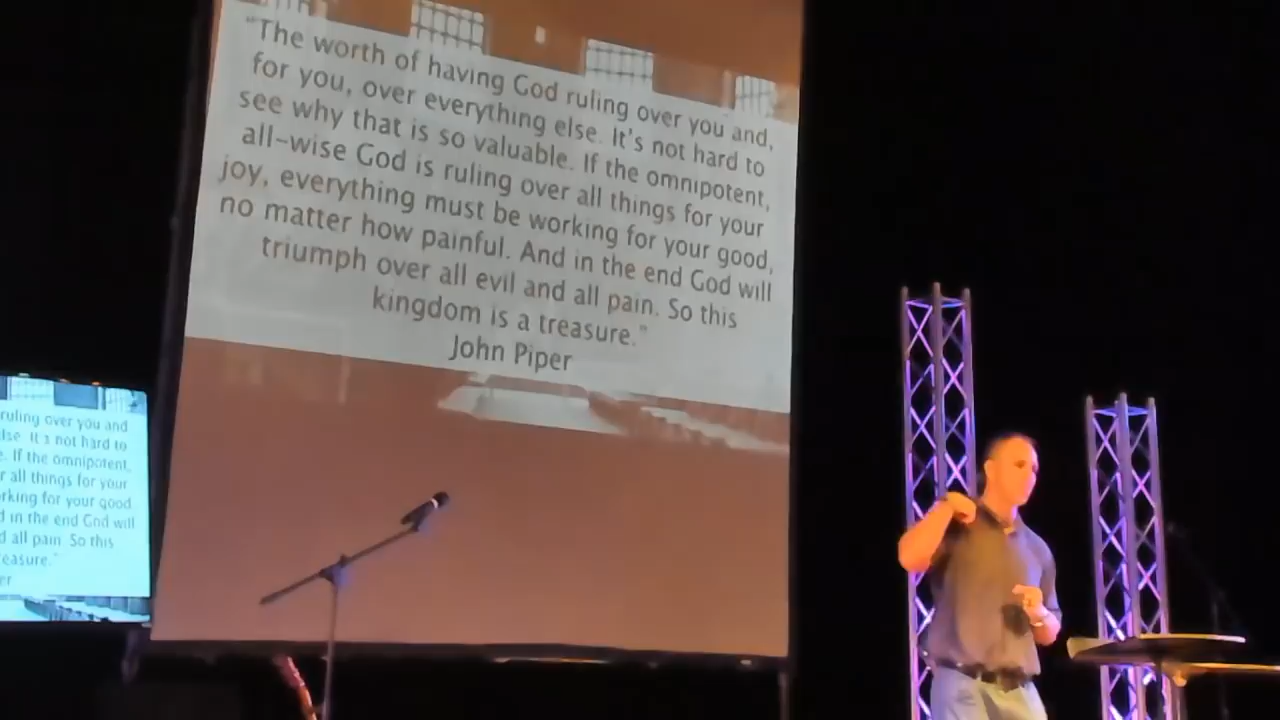 "The worth of having God ruling over you and,
for you, over everything else. It's not hard to
see why that is so valuable. If the omnipotent,
all-wise God is ruling over all things for your
joy, everything must be working for your good,
no matter how painful. And in the end God will
triumph over all evil and all pain. So this
kingdom is a treasure."
John Piper
ruling over you and
lse. It's not hard to
e. If the omnipotent,
r all things for your
rking for your good
d in the end God will
d all pain. So this
easure."
er